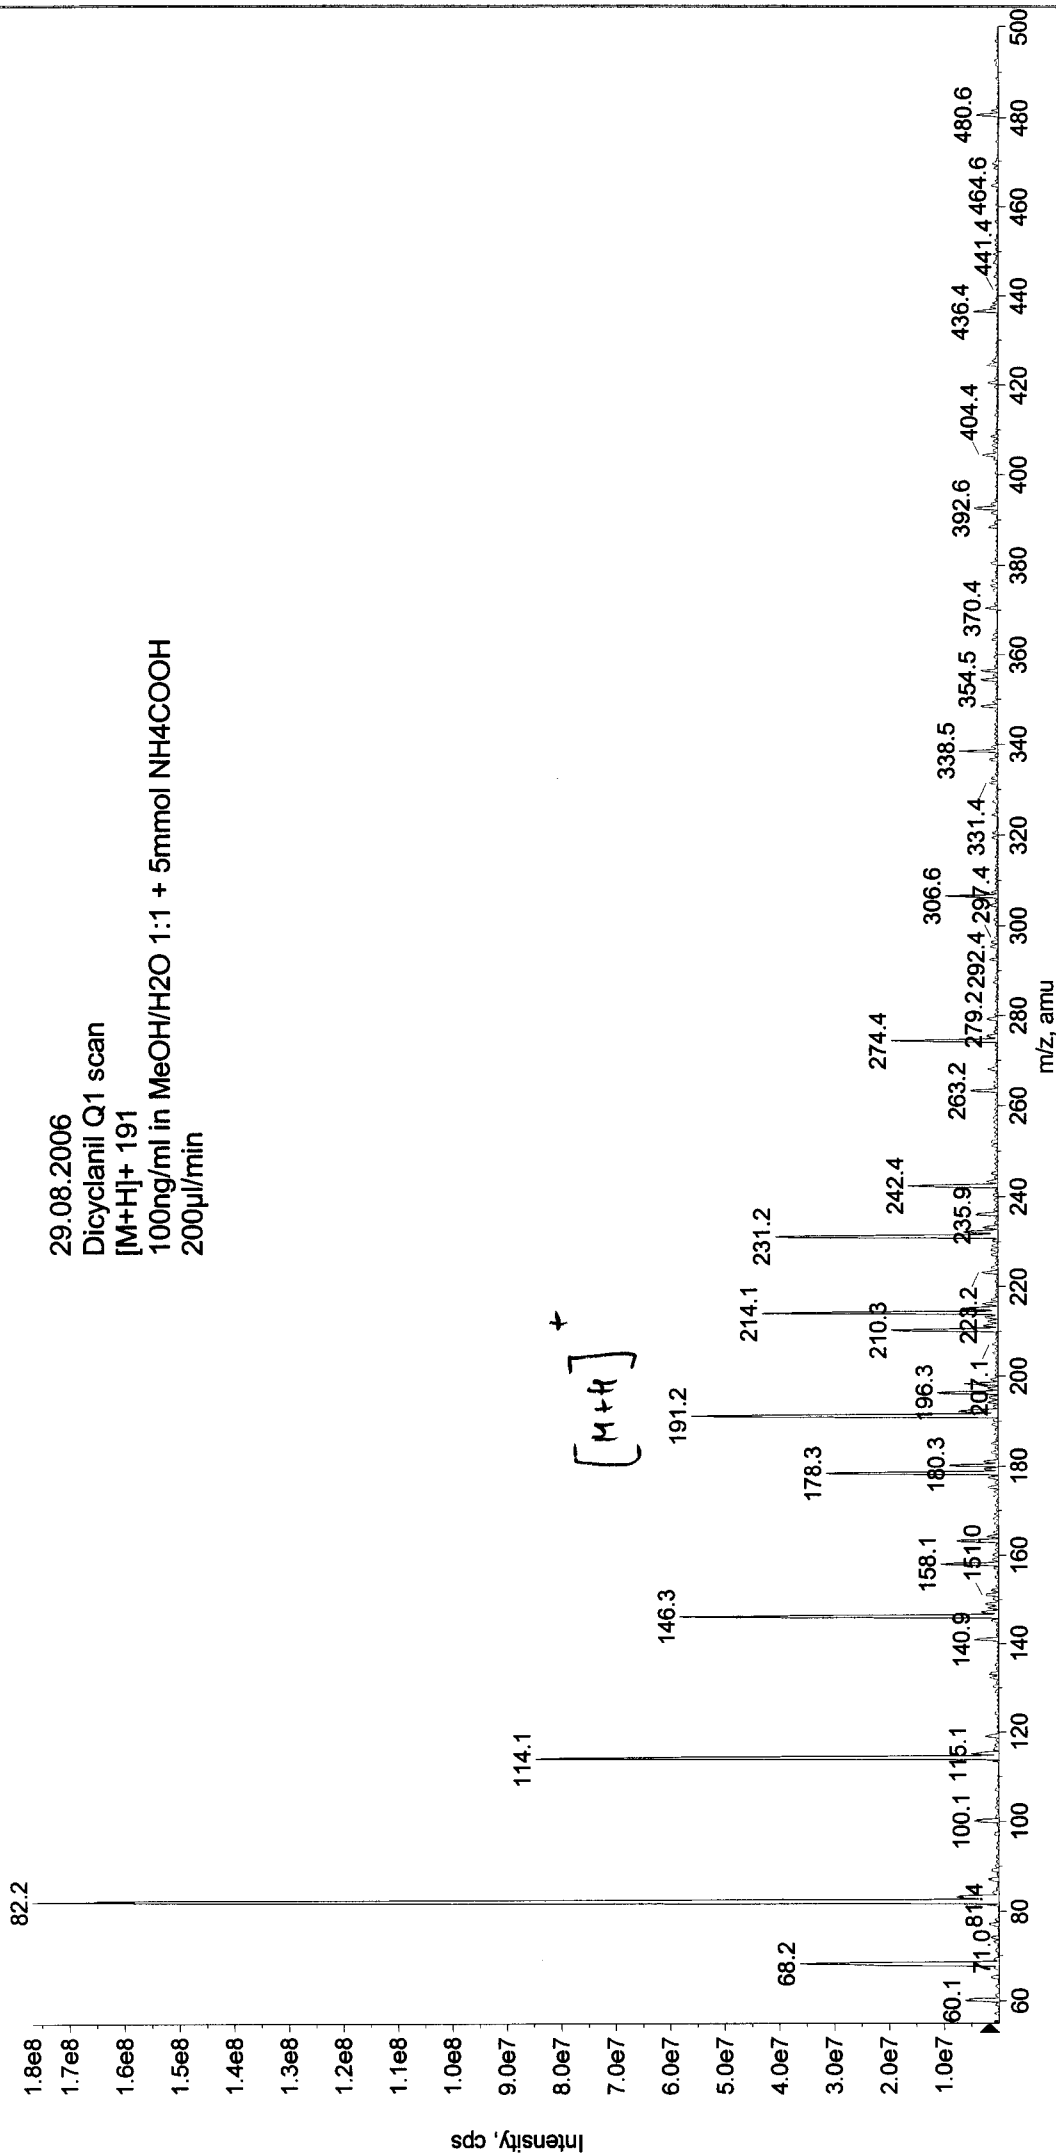 29.08.2006
Dicyclanil Q1 scan
[M+H]+ 191
100ng/ml in MeOH/H2O 1:1 + 5mmol NH4COOH
200µl/min
[M+H]+
Intensity, cps
1.8e8
1.7e8
1.6e8
1.5e8
1.4e8
1.3e8
1.2e8
1.1e8
1.0e8
9.0e7
8.0e7
7.0e7
6.0e7
5.0e7
4.0e7
3.0e7
2.0e7
1.0e7
60.1
68.2
71.0
81.4
82.2
100.1
114.1
115.1
140.9
146.3
151.0
158.1
178.3
180.3
191.2
196.3
207.1
210.3
214.1
223.2
231.2
235.9
242.4
263.2
274.4
279.2
292.4
297.4
306.6
331.4
338.5
354.5
370.4
392.6
404.4
436.4
441.4
464.6
480.6
60 80 100 120 140 160 180 200 220 240 260 280 300 320 340 360 380 400 420 440 460 480 500
m/z, amu